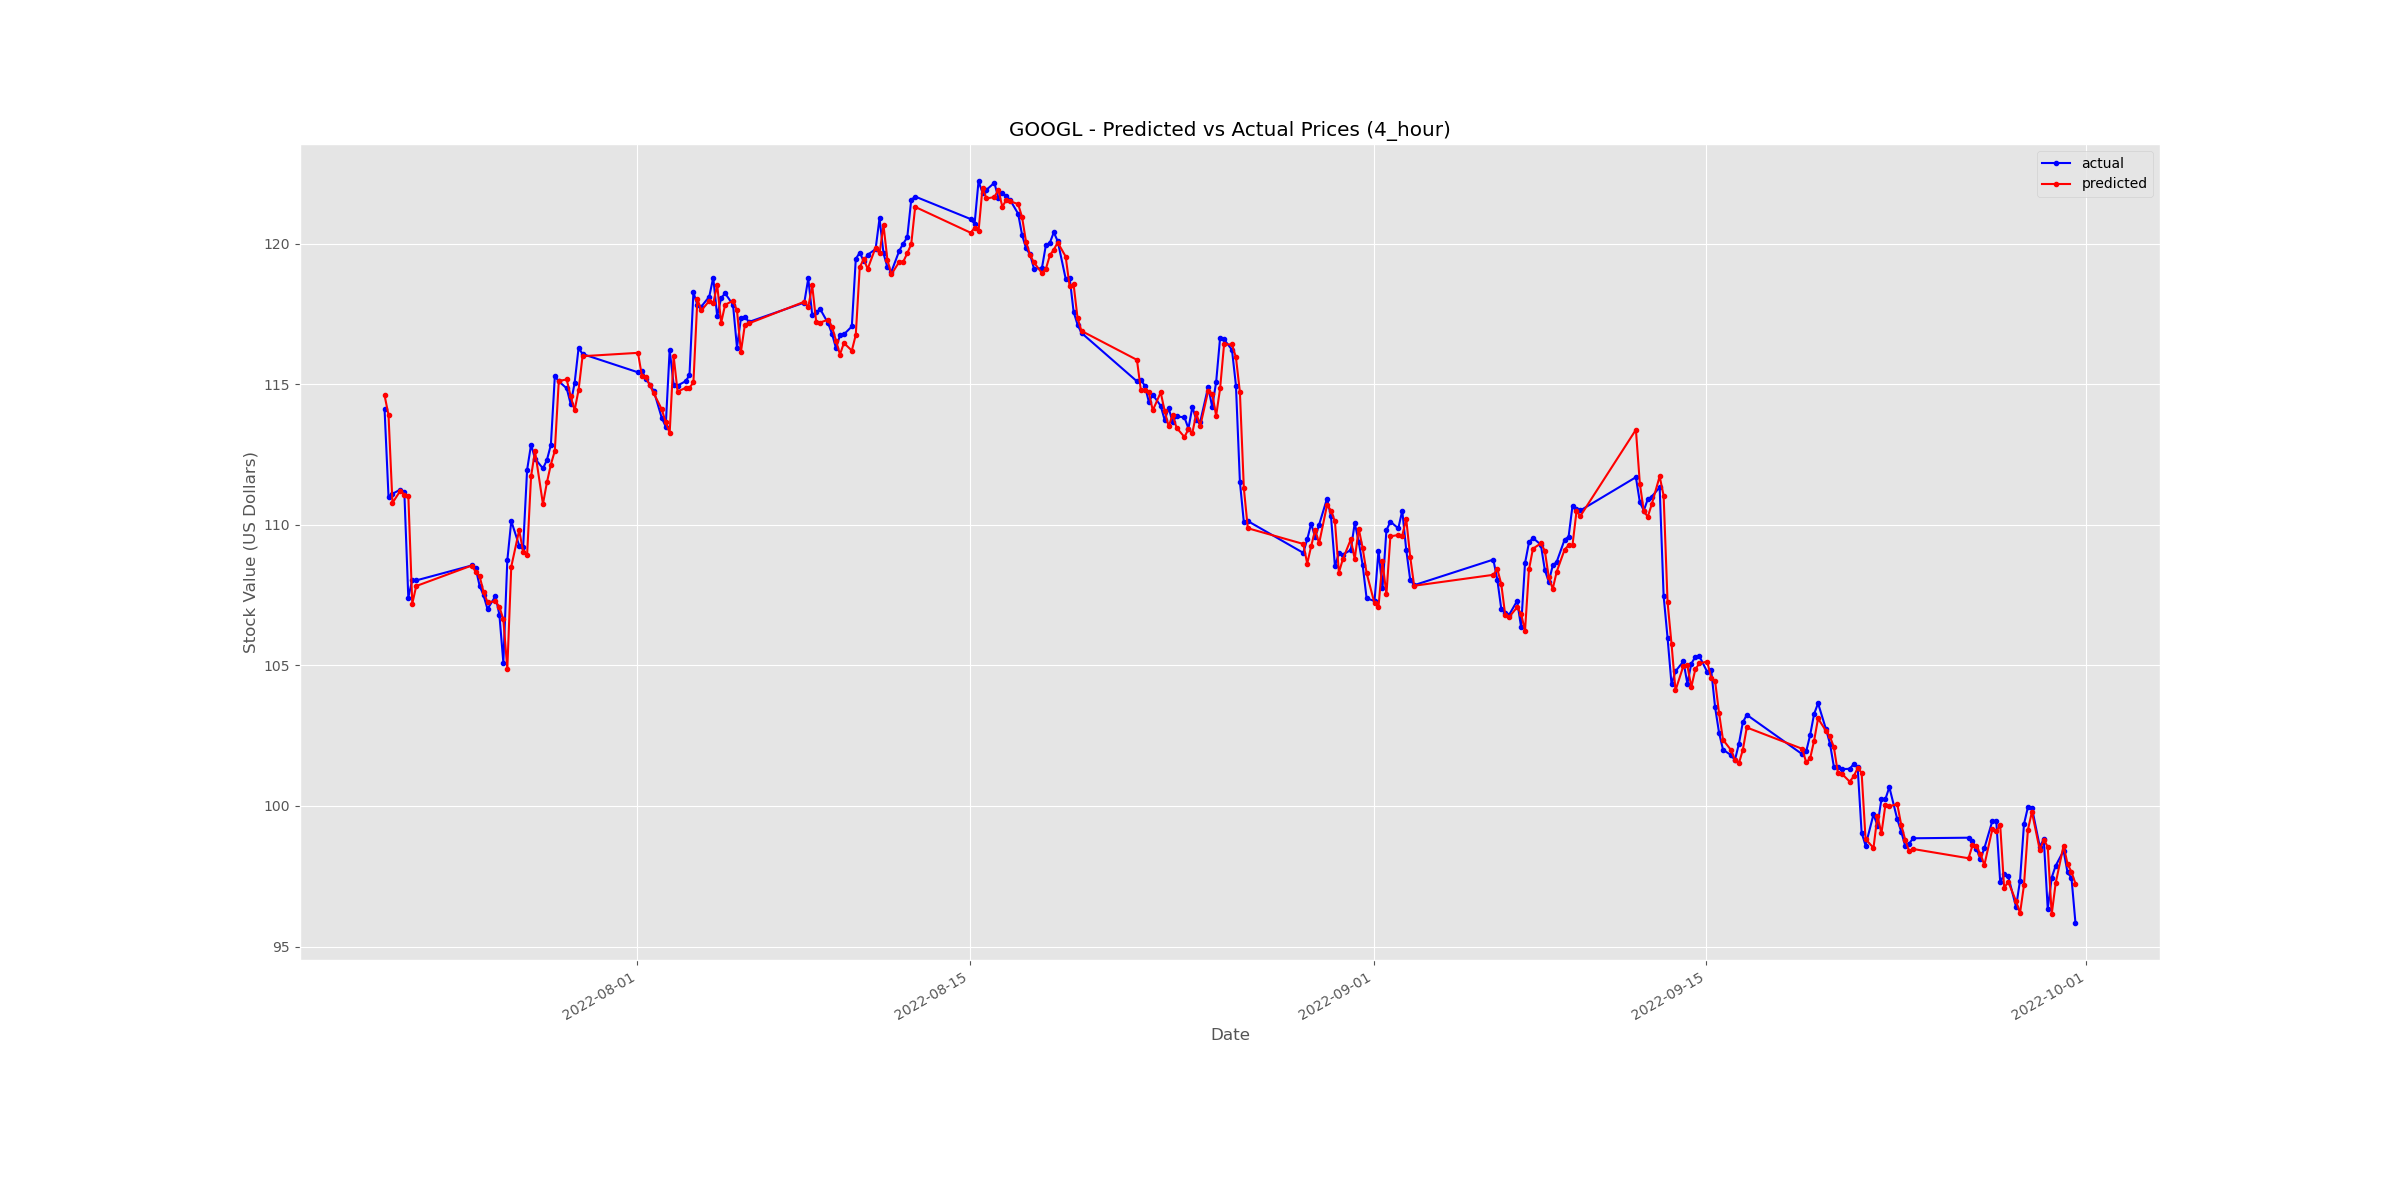 GOOGL - Predicted vs Actual Prices (4_hour)
actual
predicted
Stock Value (US Dollars)
120
115
110
105
100
95
2022-08-01
2022-08-15
2022-09-01
2022-09-15
2022-10-01
Date